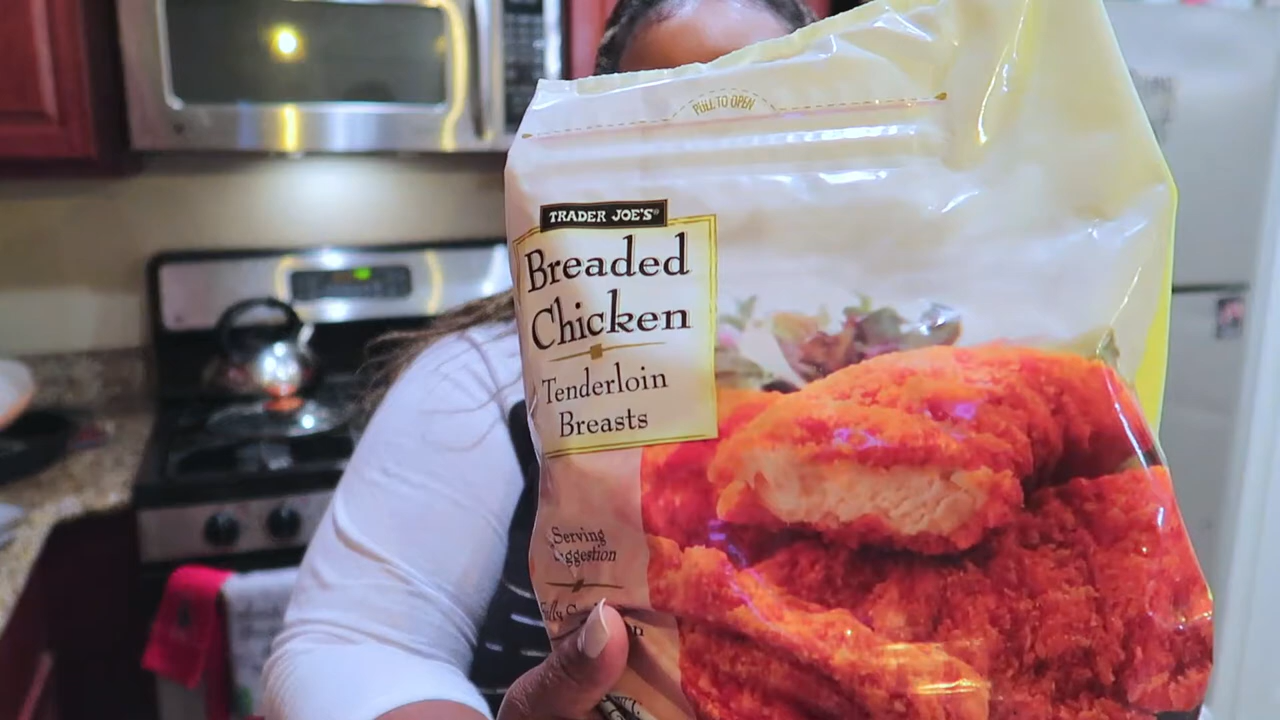 PULL TO OPEN
TRADER JOE'S®
Breaded
Chicken
Tenderloin
Breasts
Serving